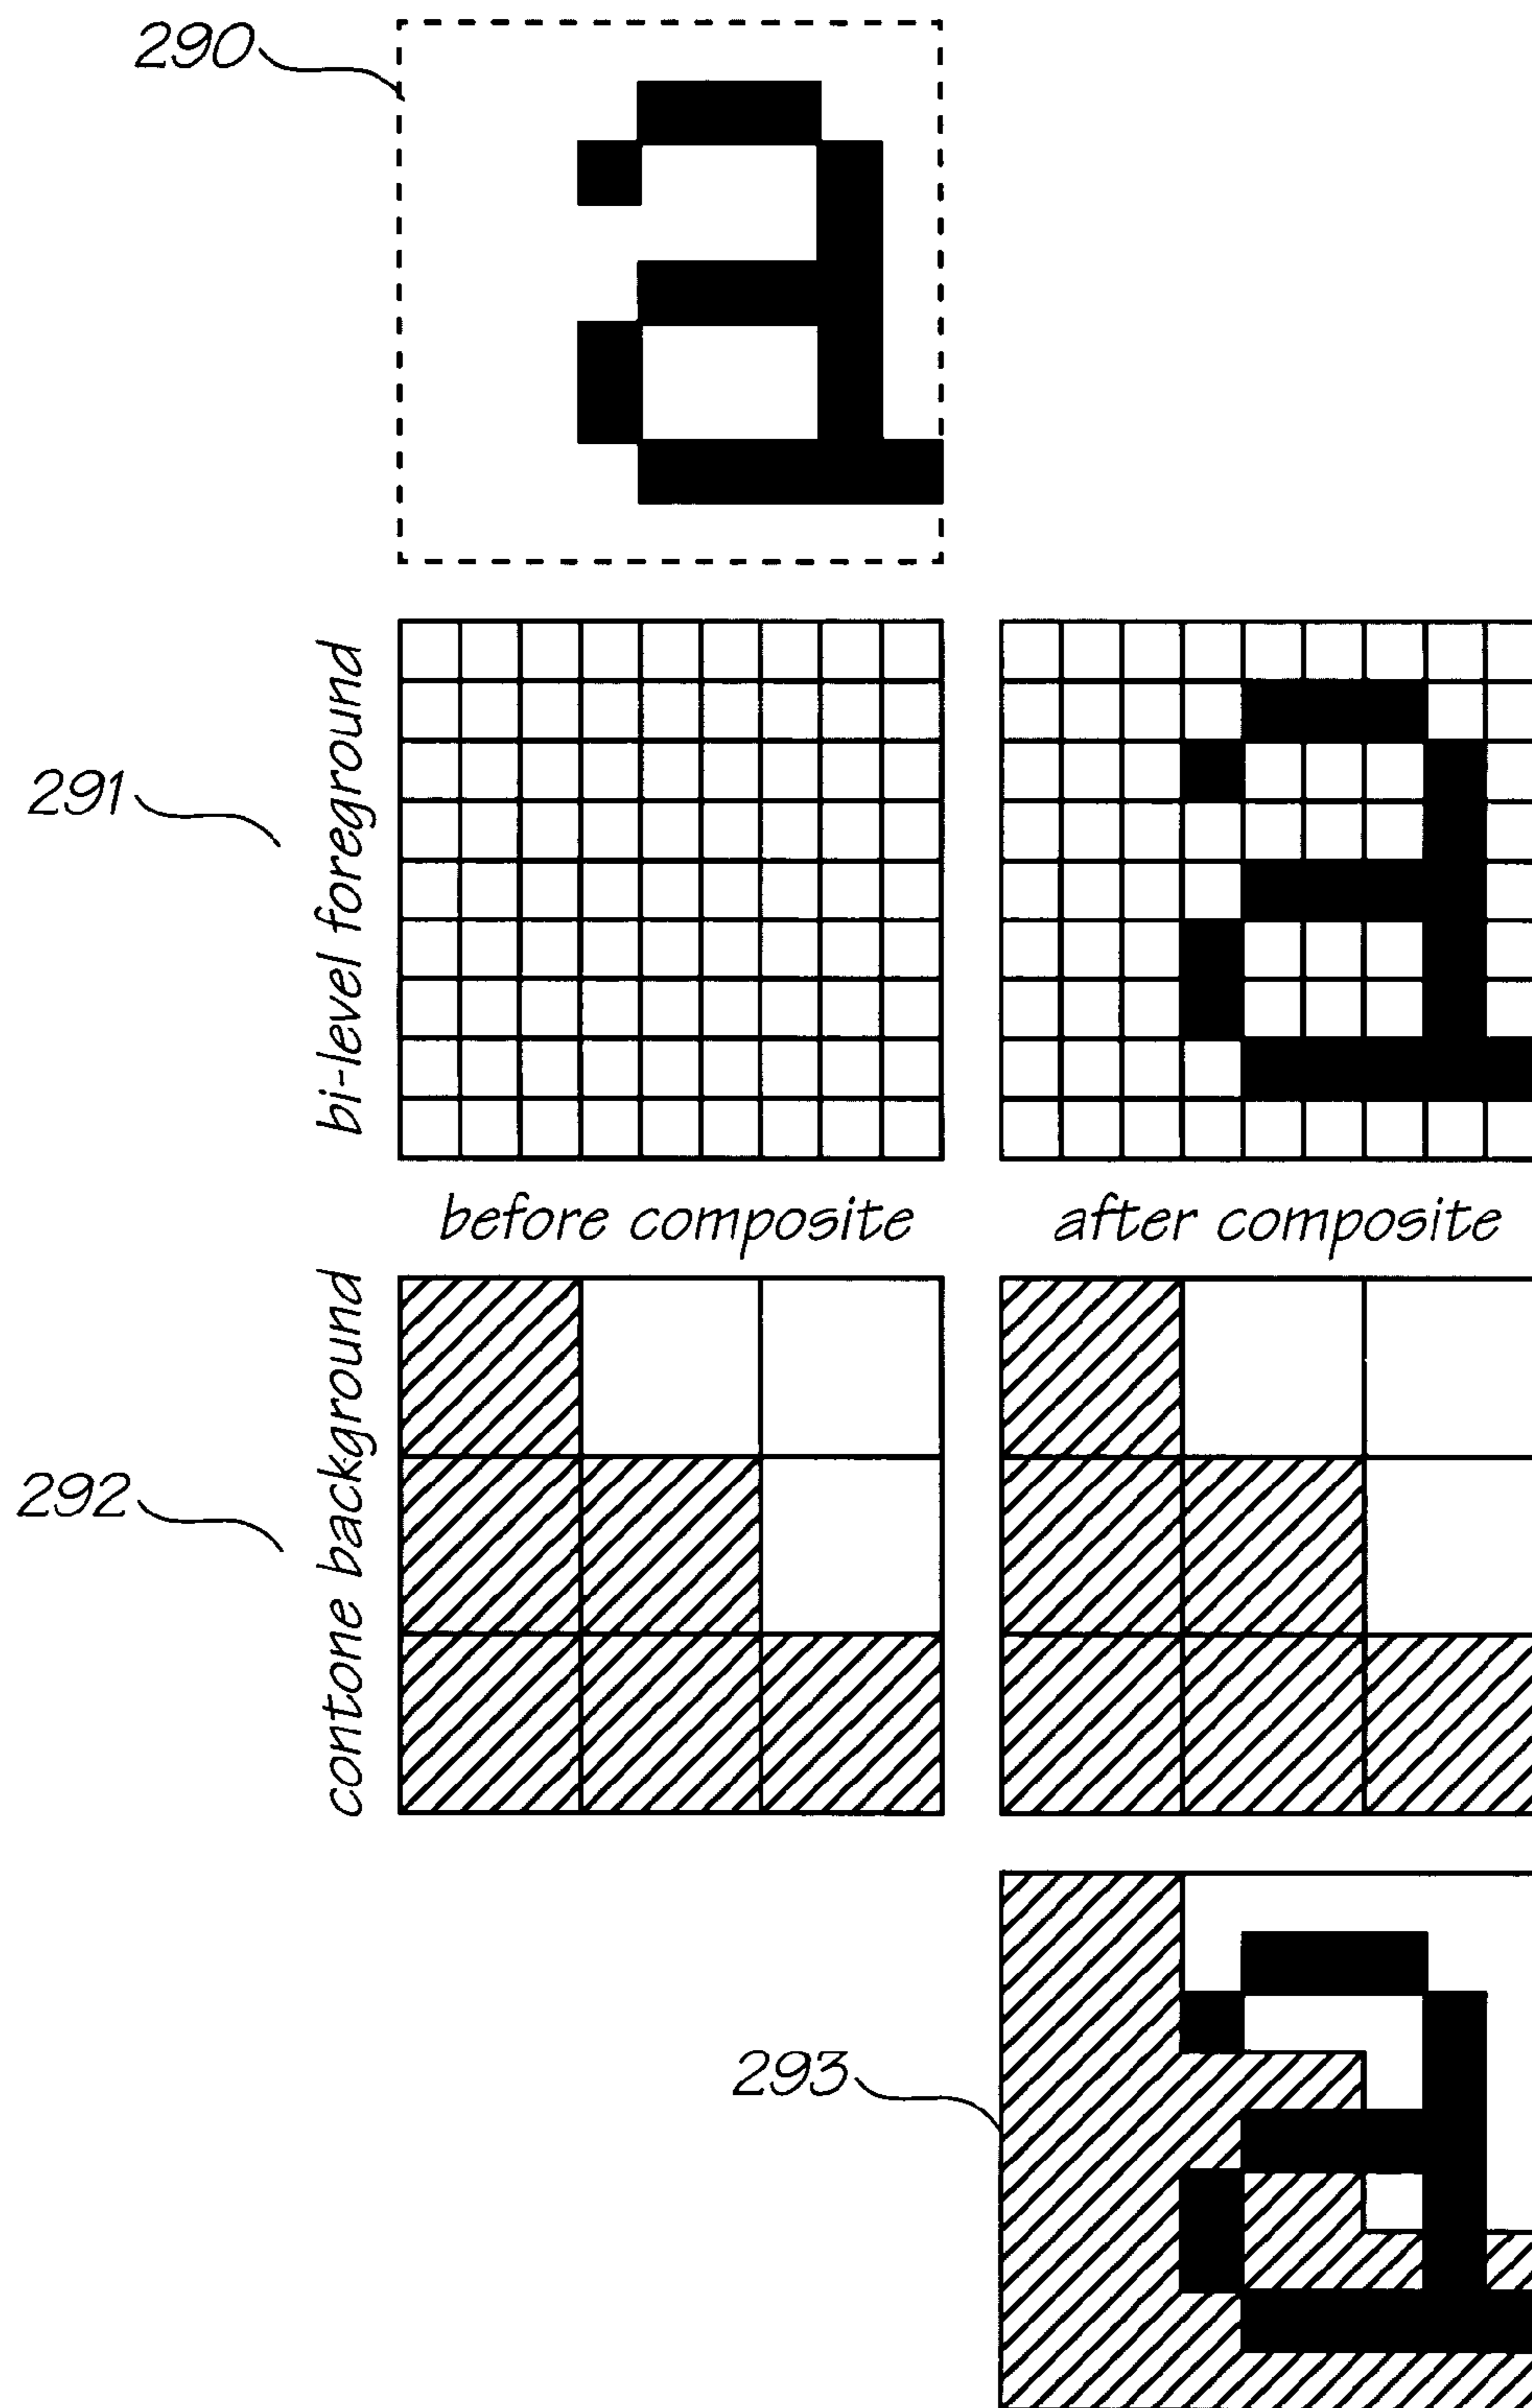 290
a
bi-level foreground
291
before composite
after composite
contone background
292
293